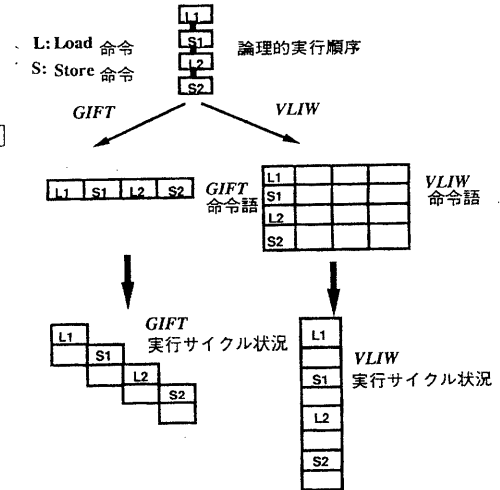 L1
L: Load 命令
S1
論理的実行順序
S: Store 命令
L2
S2
GIFT
VLIW
L1 S1 L2 S2
GIFT
命令語
L1
S1
L2
S2
VLIW
命令語
L1
S1
L2
S2
GIFT
実行サイクル状況
L1
S1
L2
S2
VLIW
実行サイクル状況